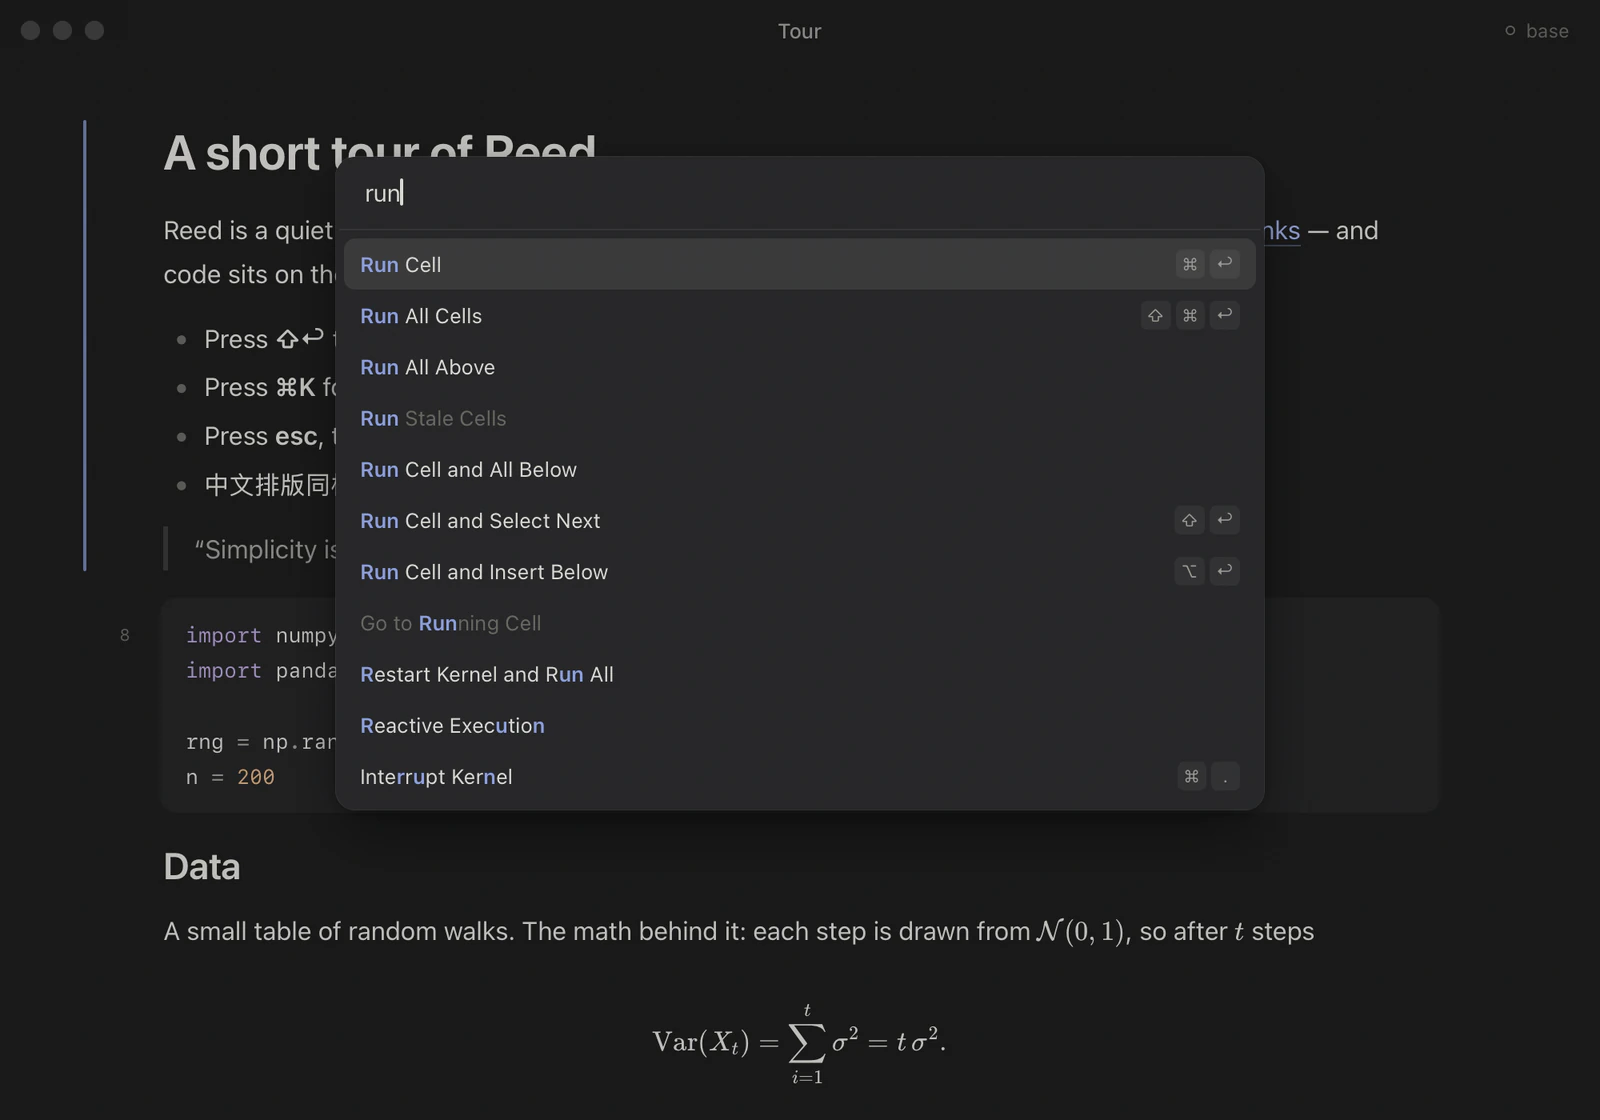 Tour
base
A short tour of Reed
run
Reed is a quiet
nks — and
code sits on th
Run Cell ⌘ ↩
Run All Cells ⇧ ⌘ ↩
Run All Above
Run Stale Cells
Run Cell and All Below
Run Cell and Select Next ⇧ ↩
Run Cell and Insert Below ⌥ ↩
Go to Running Cell
Restart Kernel and Run All
Reactive Execution
Interrupt Kernel ⌘ .
• Press ⇧↩
• Press ⌘K fo
• Press esc,
• 中文排版同
“Simplicity is
8
import numpy
import panda
rng = np.ran
n = 200
Data
A small table of random walks. The math behind it: each step is drawn from 𝒩(0, 1), so after t steps
Var(Xₜ) = ∑ᵢ₌₁ᵗ σ² = t σ².